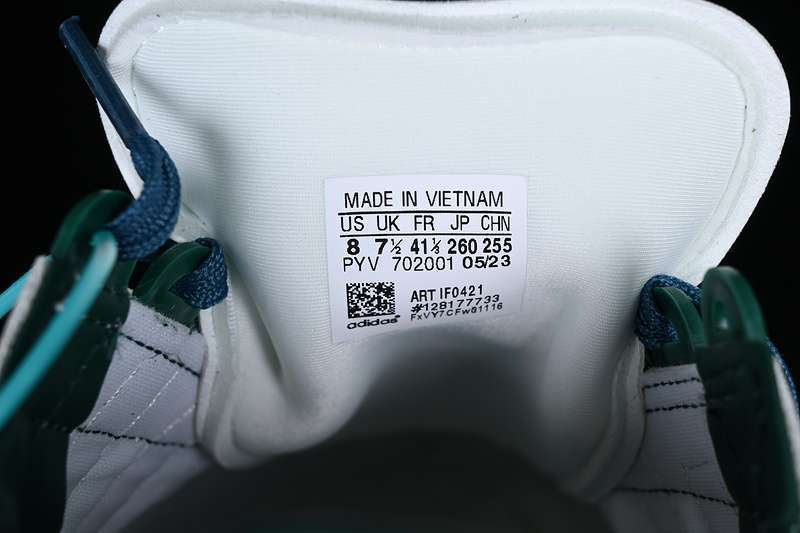 MADE IN VIETNAM
US UK FR JP CHN
8 7½ 41⅓ 260 255
PYV 702001 05/23
ART IF0421
#128177733
FxVY7CFw01116
adidas